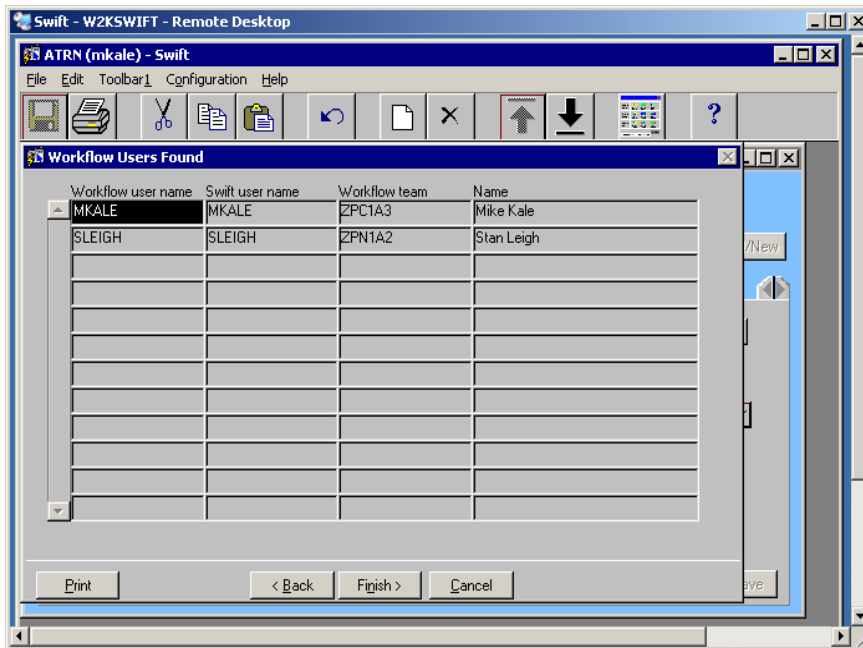 Swift - W2KSWIFT - Remote Desktop
ATRN (mkale) - Swift
File Edit Toolbar1 Configuration Help
?
Workflow Users Found
Workflow user name Swift user name Workflow team Name
MKALE MKALE ZPC1A3 Mike Kale
SLEIGH SLEIGH ZPN1A2 Stan Leigh
/New
Print < Back Finish > Cancel ave